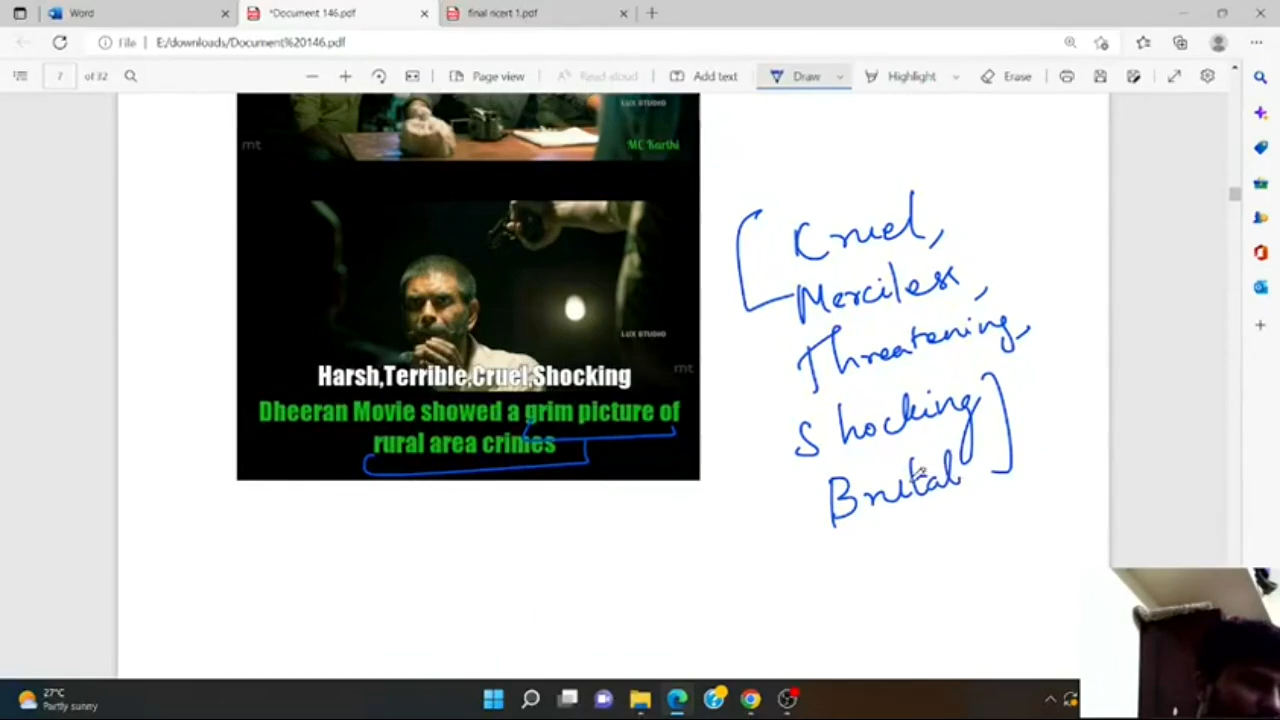 Word
*Document 146.pdf
final ncert 1.pdf
File
E:/downloads/Document%20146.pdf
7 of 32
Page view
Read aloud
Add text
Draw
Highlight
Erase
LUX STUDIO
mt
MC Karthi
LUX STUDIO
mt
Harsh,Terrible,Cruel,Shocking
Dheeran Movie showed a grim picture of
rural area crimes
Cruel,
Merciless,
Threatening,
Shocking
Brutal
27°C
Partly sunny